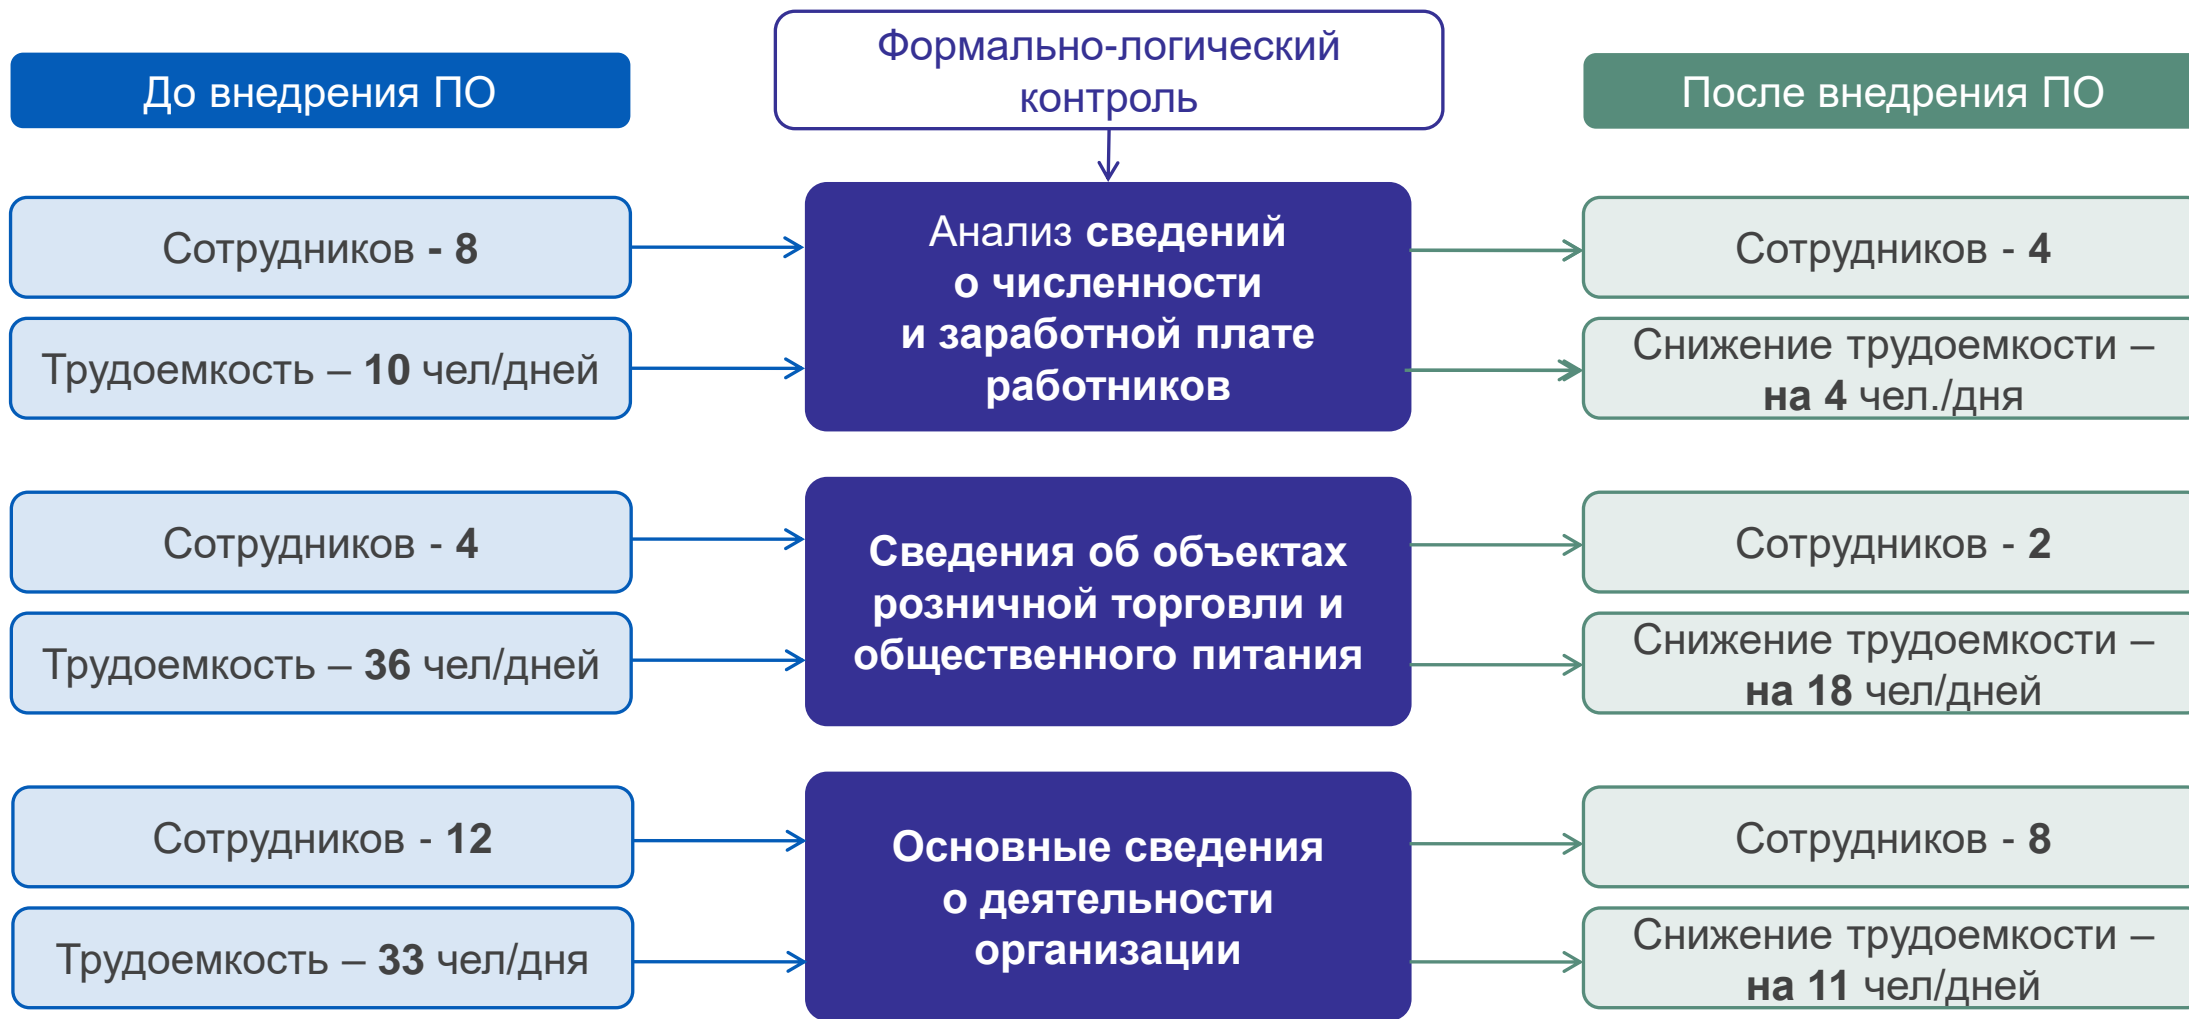 До внедрения ПО
Формально-логический
контроль
После внедрения ПО
Сотрудников - 8
Трудоемкость – 10 чел/дней
Анализ сведений
о численности
и заработной плате
работников
Сотрудников - 4
Снижение трудоемкости –
на 4 чел./дня
Сотрудников - 4
Трудоемкость – 36 чел/дней
Сведения об объектах
розничной торговли и
общественного питания
Сотрудников - 2
Снижение трудоемкости –
на 18 чел/дней
Сотрудников - 12
Трудоемкость – 33 чел/дня
Основные сведения
о деятельности
организации
Сотрудников - 8
Снижение трудоемкости –
на 11 чел/дней